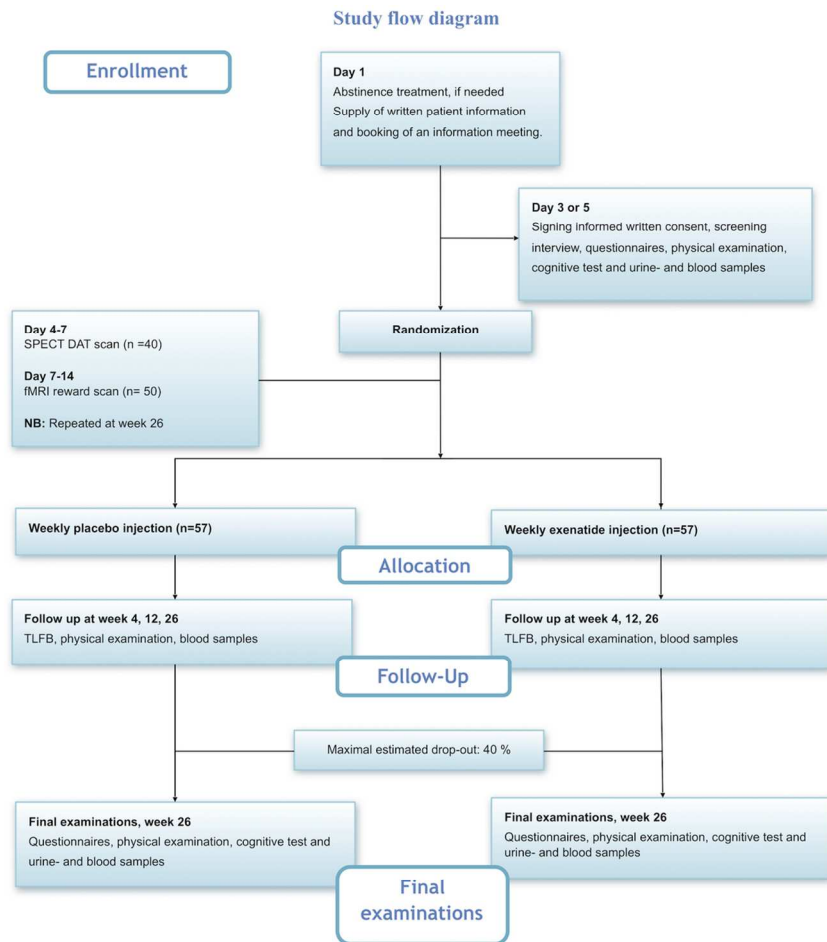 Study flow diagram
Enrollment
Day 1
Abstinence treatment, if needed
Supply of written patient information
and booking of an information meeting.
Day 3 or 5
Signing informed written consent, screening
interview, questionnaires, physical examination,
cognitive test and urine- and blood samples
Randomization
Day 4-7
SPECT DAT scan (n =40)
Day 7-14
fMRI reward scan (n= 50)
NB: Repeated at week 26
Weekly placebo injection (n=57)
Weekly exenatide injection (n=57)
Allocation
Follow up at week 4, 12, 26
TLFB, physical examination, blood samples
Follow up at week 4, 12, 26
TLFB, physical examination, blood samples
Follow-Up
Maximal estimated drop-out: 40 %
Final examinations, week 26
Questionnaires, physical examination, cognitive test and
urine- and blood samples
Final examinations, week 26
Questionnaires, physical examination, cognitive test and
urine- and blood samples
Final
examinations